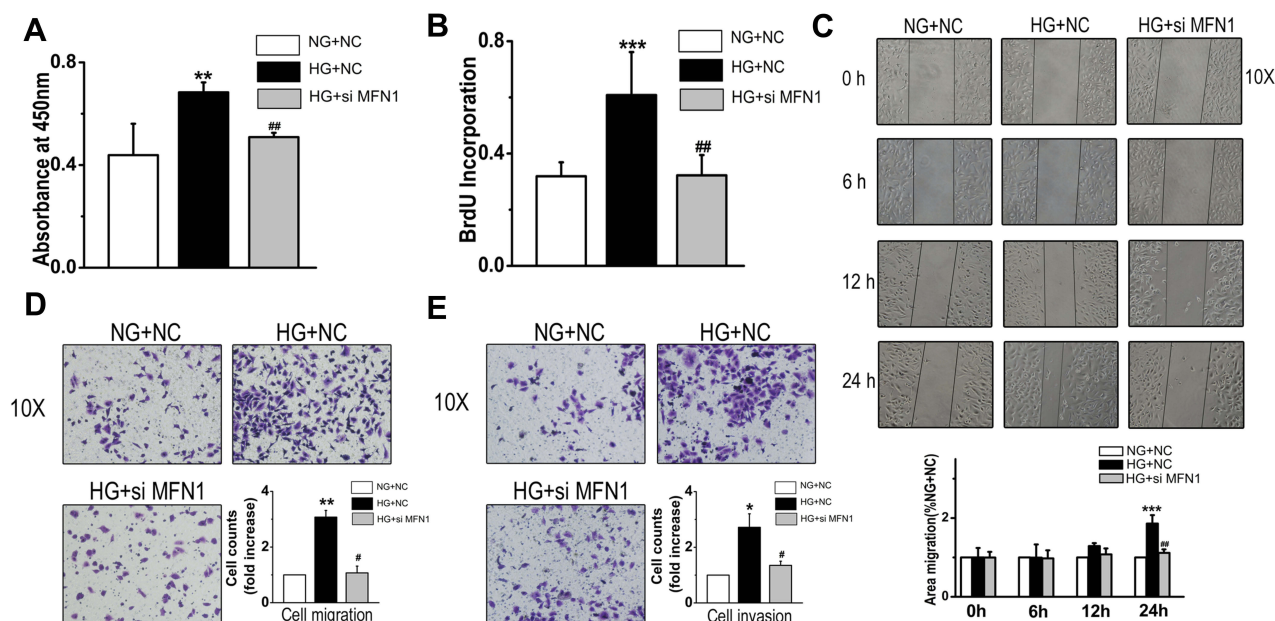 A
NG+NC
HG+NC
HG+si MFN1
Absorbance at 450nm
0.8
0.4
0.0
**
##
B
NG+NC
HG+NC
HG+si MFN1
BrdU Incorporation
0.8
0.4
0.0
***
##
C
NG+NC HG+NC HG+si MFN1
0 h
10X
6 h
12 h
24 h
NG+NC
HG+NC
HG+si MFN1
Area migration(%NG+NC)
2
0
***
##
0h 6h 12h 24h
D
NG+NC HG+NC
10X
HG+si MFN1
NG+NC
HG+NC
HG+si MFN1
Cell counts
(fold increase)
4
2
0
**
#
Cell migration
E
NG+NC HG+NC
10X
HG+si MFN1
NG+NC
HG+NC
HG+si MFN1
Cell counts
(fold increase)
4
2
0
*
#
Cell invasion